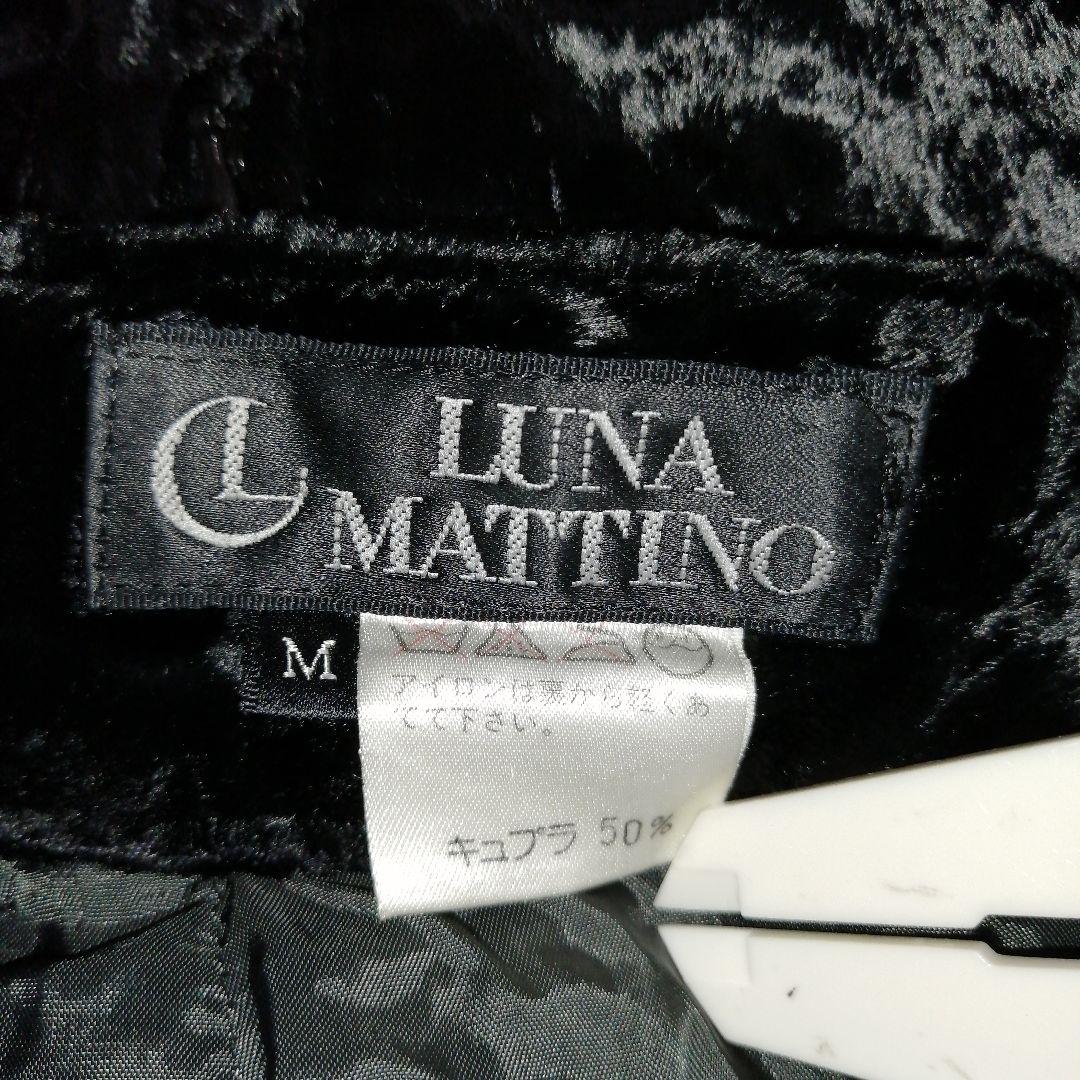 L
LUNA
MATTINO
M
アイロンは裏から軽くあ
てて下さい。
キュプラ 50%